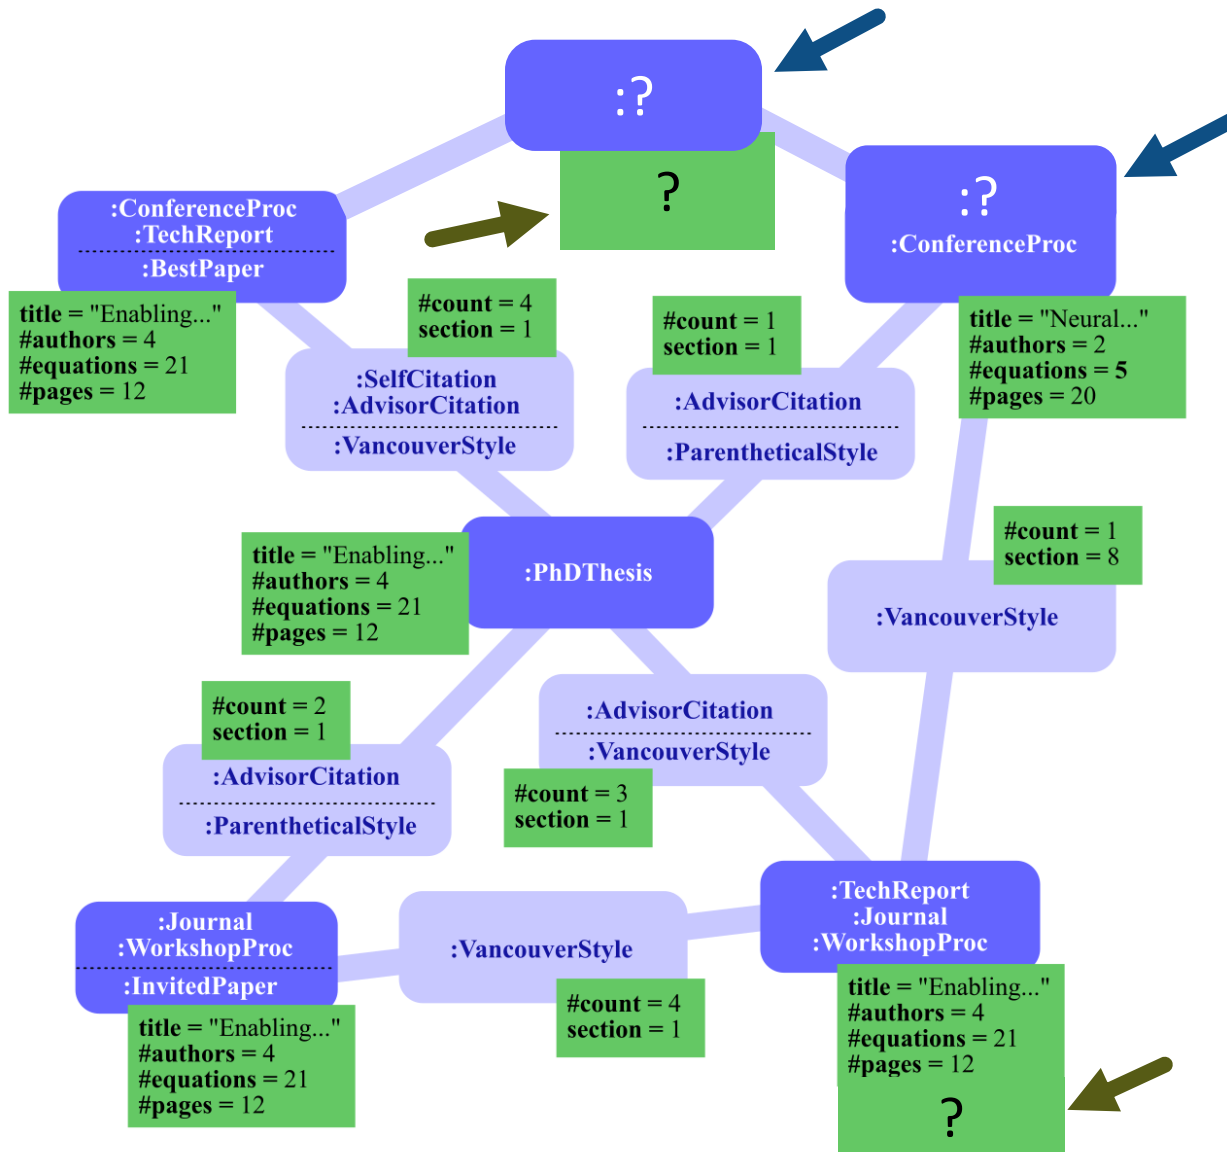 :?
?
:?
:ConferenceProc
:ConferenceProc
:TechReport
:BestPaper
title = "Enabling..."
#authors = 4
#equations = 21
#pages = 12
#count = 4
section = 1
#count = 1
section = 1
title = "Neural..."
#authors = 2
#equations = 5
#pages = 20
:SelfCitation
:AdvisorCitation
:VancouverStyle
:AdvisorCitation
:ParentheticalStyle
title = "Enabling..."
#authors = 4
#equations = 21
#pages = 12
:PhDThesis
#count = 1
section = 8
:VancouverStyle
#count = 2
section = 1
:AdvisorCitation
:ParentheticalStyle
:AdvisorCitation
:VancouverStyle
#count = 3
section = 1
:Journal
:WorkshopProc
:InvitedPaper
title = "Enabling..."
#authors = 4
#equations = 21
#pages = 12
:VancouverStyle
#count = 4
section = 1
:TechReport
:Journal
:WorkshopProc
title = "Enabling..."
#authors = 4
#equations = 21
#pages = 12
?